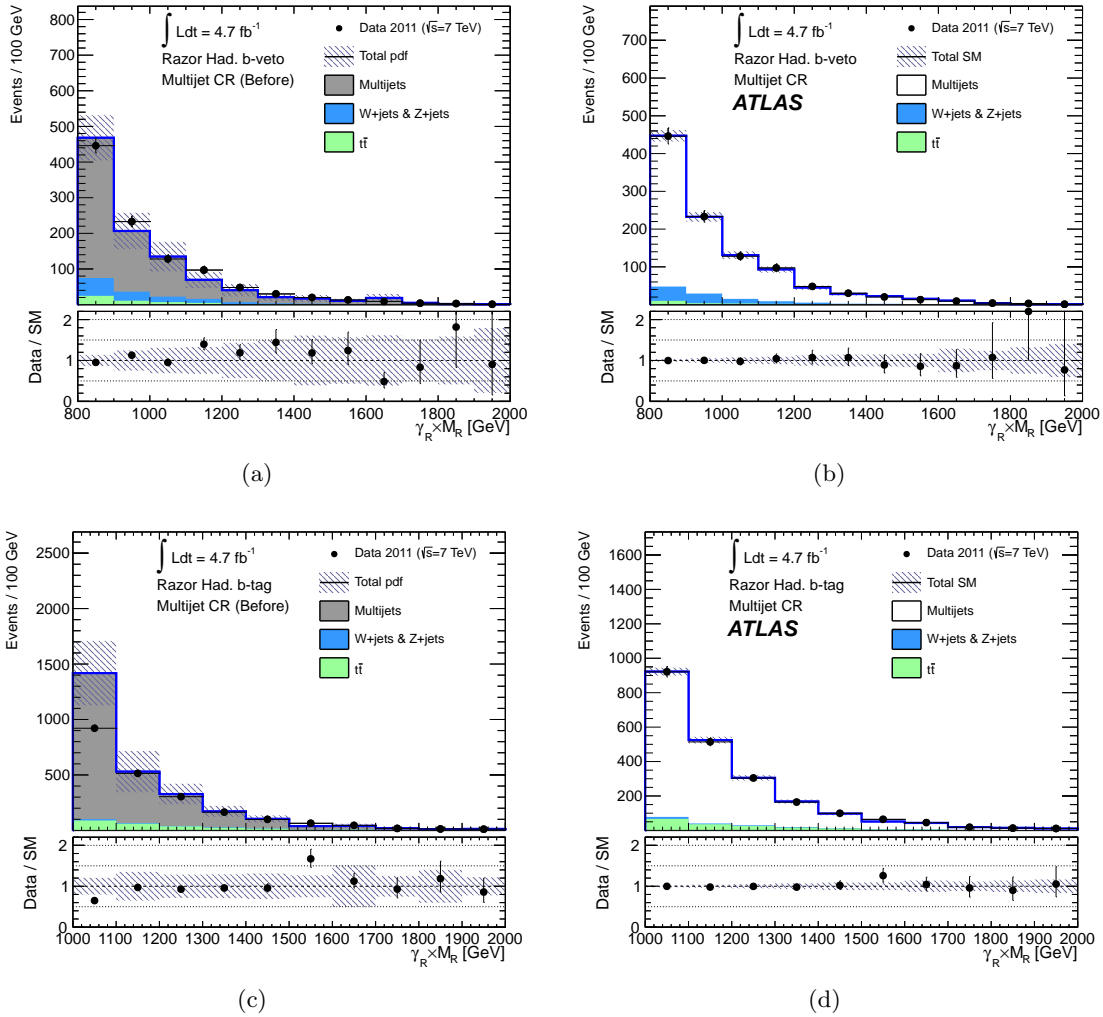 ∫ Ldt = 4.7 fb⁻¹
Razor Had. b-veto
Multijet CR (Before)
Data 2011 (√s=7 TeV)
Total pdf
Multijets
W+jets & Z+jets
tt̄
Events / 100 GeV
800
700
600
500
400
300
200
100
Data / SM
2
1
0
800 1000 1200 1400 1600 1800 2000
γ_R×M_R [GeV]
(a)
∫ Ldt = 4.7 fb⁻¹
Razor Had. b-veto
Multijet CR
ATLAS
Data 2011 (√s=7 TeV)
Total SM
Multijets
W+jets & Z+jets
tt̄
Events / 100 GeV
700
600
500
400
300
200
100
Data / SM
2
1
0
800 1000 1200 1400 1600 1800 2000
γ_R×M_R [GeV]
(b)
∫ Ldt = 4.7 fb⁻¹
Razor Had. b-tag
Multijet CR (Before)
Data 2011 (√s=7 TeV)
Total pdf
Multijets
W+jets & Z+jets
tt̄
Events / 100 GeV
2500
2000
1500
1000
500
Data / SM
2
1
0
1000 1100 1200 1300 1400 1500 1600 1700 1800 1900 2000
γ_R×M_R [GeV]
(c)
∫ Ldt = 4.7 fb⁻¹
Razor Had. b-tag
Multijet CR
ATLAS
Data 2011 (√s=7 TeV)
Total SM
Multijets
W+jets & Z+jets
tt̄
Events / 100 GeV
1600
1400
1200
1000
800
600
400
200
Data / SM
2
1
0
1000 1100 1200 1300 1400 1500 1600 1700 1800 1900 2000
γ_R×M_R [GeV]
(d)